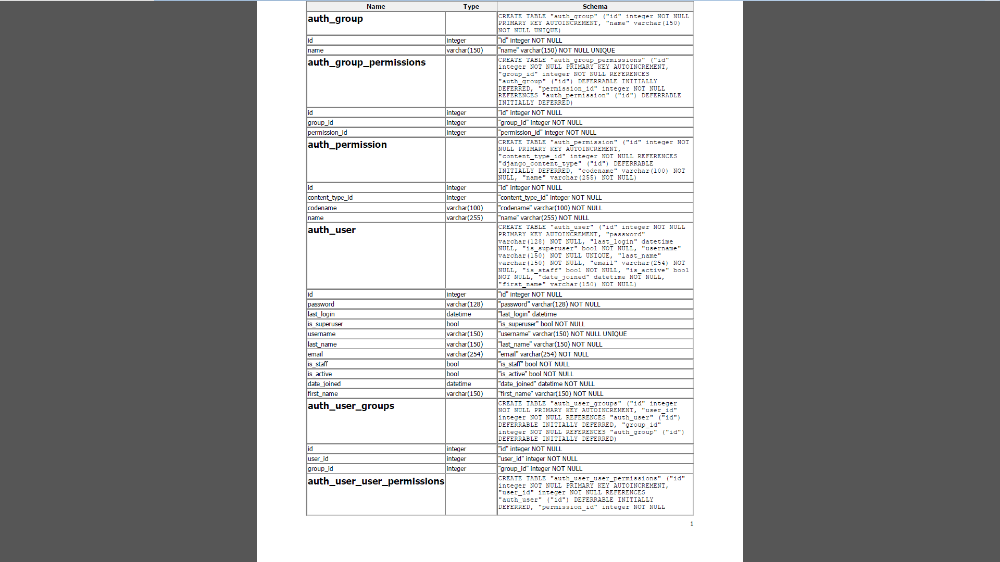 Name Type Schema
auth_group CREATE TABLE "auth_group" ("id" integer NOT NULL
PRIMARY KEY AUTOINCREMENT, "name" varchar(150)
NOT NULL UNIQUE)
id integer "id" integer NOT NULL
name varchar(150) "name" varchar(150) NOT NULL UNIQUE
auth_group_permissions CREATE TABLE "auth_group_permissions" ("id"
integer NOT NULL PRIMARY KEY AUTOINCREMENT,
"group_id" integer NOT NULL REFERENCES
"auth_group" ("id") DEFERRABLE INITIALLY
DEFERRED, "permission_id" integer NOT NULL
REFERENCES "auth_permission" ("id") DEFERRABLE
INITIALLY DEFERRED)
id integer "id" integer NOT NULL
group_id integer "group_id" integer NOT NULL
permission_id integer "permission_id" integer NOT NULL
auth_permission CREATE TABLE "auth_permission" ("id" integer NOT
NULL PRIMARY KEY AUTOINCREMENT,
"content_type_id" integer NOT NULL REFERENCES
"django_content_type" ("id") DEFERRABLE
INITIALLY DEFERRED, "codename" varchar(100) NOT
NULL, "name" varchar(255) NOT NULL)
id integer "id" integer NOT NULL
content_type_id integer "content_type_id" integer NOT NULL
codename varchar(100) "codename" varchar(100) NOT NULL
name varchar(255) "name" varchar(255) NOT NULL
auth_user CREATE TABLE "auth_user" ("id" integer NOT NULL
PRIMARY KEY AUTOINCREMENT, "password"
varchar(128) NOT NULL, "last_login" datetime
NULL, "is_superuser" bool NOT NULL, "username"
varchar(150) NOT NULL UNIQUE, "last_name"
varchar(150) NOT NULL, "email" varchar(254) NOT
NULL, "is_staff" bool NOT NULL, "is_active" bool
NOT NULL, "date_joined" datetime NOT NULL,
"first_name" varchar(150) NOT NULL)
id integer "id" integer NOT NULL
password varchar(128) "password" varchar(128) NOT NULL
last_login datetime "last_login" datetime
is_superuser bool "is_superuser" bool NOT NULL
username varchar(150) "username" varchar(150) NOT NULL UNIQUE
last_name varchar(150) "last_name" varchar(150) NOT NULL
email varchar(254) "email" varchar(254) NOT NULL
is_staff bool "is_staff" bool NOT NULL
is_active bool "is_active" bool NOT NULL
date_joined datetime "date_joined" datetime NOT NULL
first_name varchar(150) "first_name" varchar(150) NOT NULL
auth_user_groups CREATE TABLE "auth_user_groups" ("id" integer
NOT NULL PRIMARY KEY AUTOINCREMENT, "user_id"
integer NOT NULL REFERENCES "auth_user" ("id")
DEFERRABLE INITIALLY DEFERRED, "group_id"
integer NOT NULL REFERENCES "auth_group" ("id")
DEFERRABLE INITIALLY DEFERRED)
id integer "id" integer NOT NULL
user_id integer "user_id" integer NOT NULL
group_id integer "group_id" integer NOT NULL
auth_user_user_permissions CREATE TABLE "auth_user_user_permissions" ("id"
integer NOT NULL PRIMARY KEY AUTOINCREMENT,
"user_id" integer NOT NULL REFERENCES
"auth_user" ("id") DEFERRABLE INITIALLY
DEFERRED, "permission_id" integer NOT NULL
1